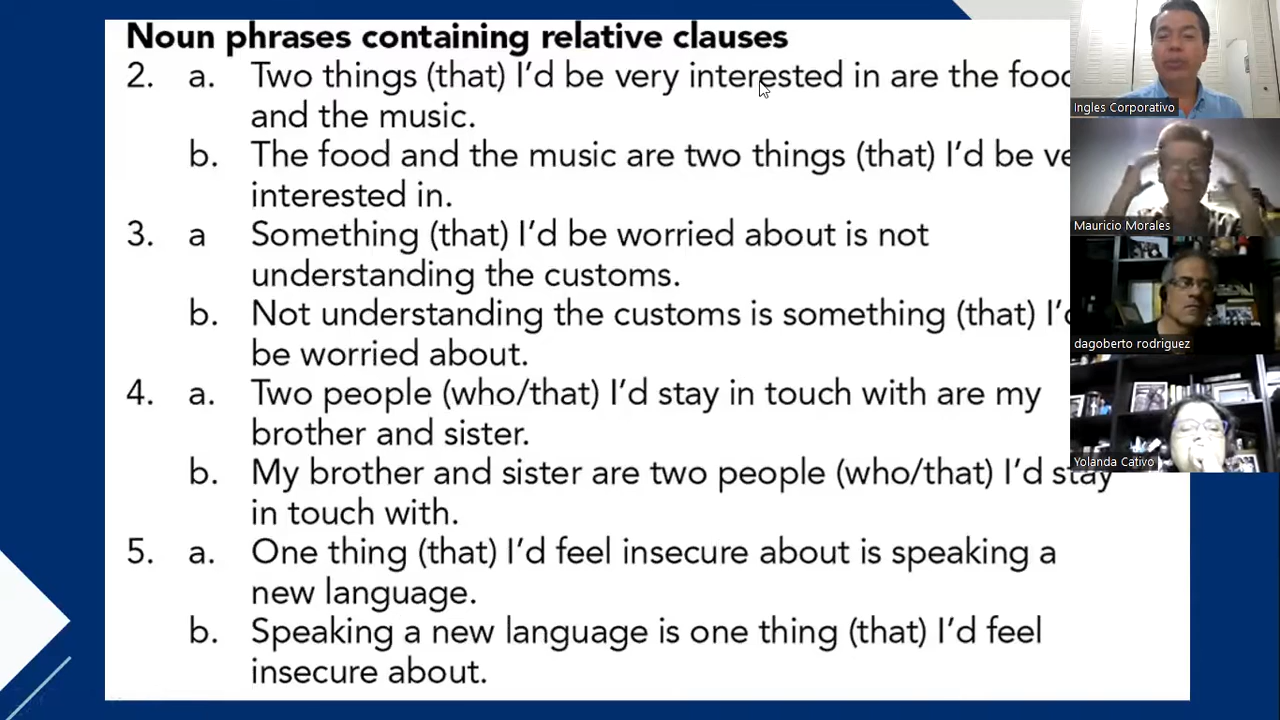 Noun phrases containing relative clauses
2. a. Two things (that) I'd be very interested in are the food
and the music.
b. The food and the music are two things (that) I'd be
interested in.
3. a Something (that) I'd be worried about is not
understanding the customs.
b. Not understanding the customs is something (that)
be worried about.
4. a. Two people (who/that) I'd stay in touch with are my
brother and sister.
b. My brother and sister are two people (who/that) I'd stay
in touch with.
5. a. One thing (that) I'd feel insecure about is speaking a
new language.
b. Speaking a new language is one thing (that) I'd feel
insecure about.
Ingles Corporativo
Mauricio Morales
dagoberto rodriguez
Yolanda Cativo